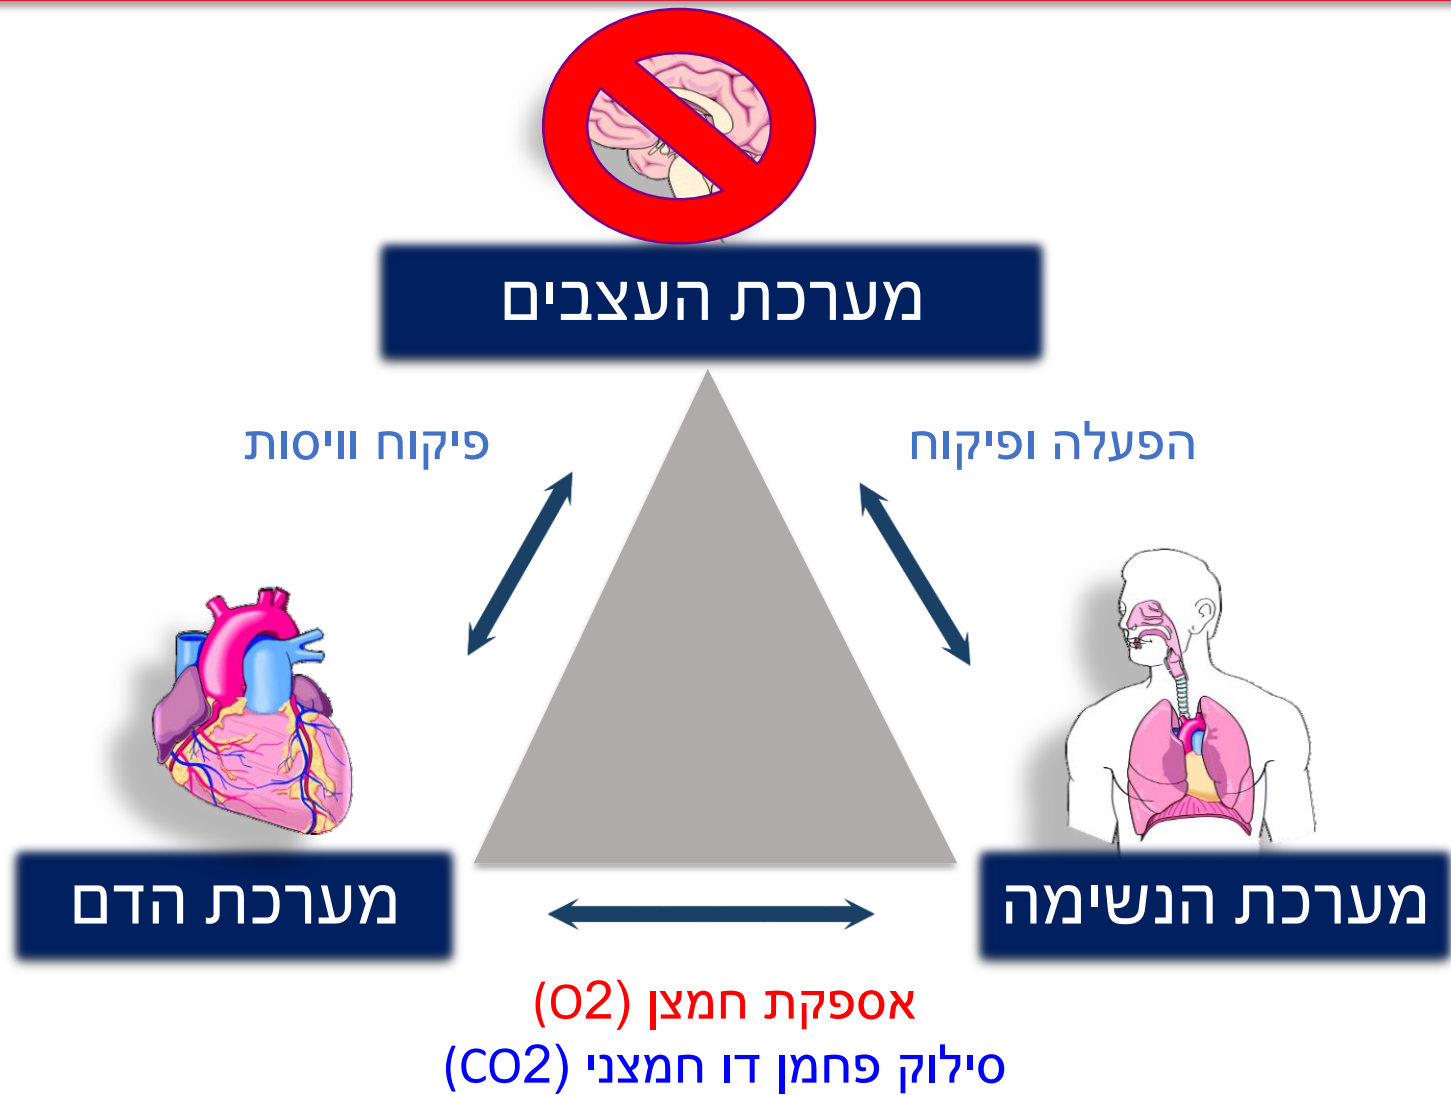 מערכת העצבים
הפעלה ופיקוח
פיקוח וויסות
מערכת הנשימה
מערכת הדם
אספקת חמצן (O2)
סילוק פחמן דו חמצני (CO2)